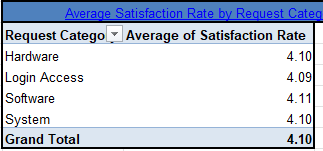 Average Satisfaction Rate by Request Categ
Request Catego Average of Satisfaction Rate
Hardware 4.10
Login Access 4.09
Software 4.11
System 4.10
Grand Total 4.10